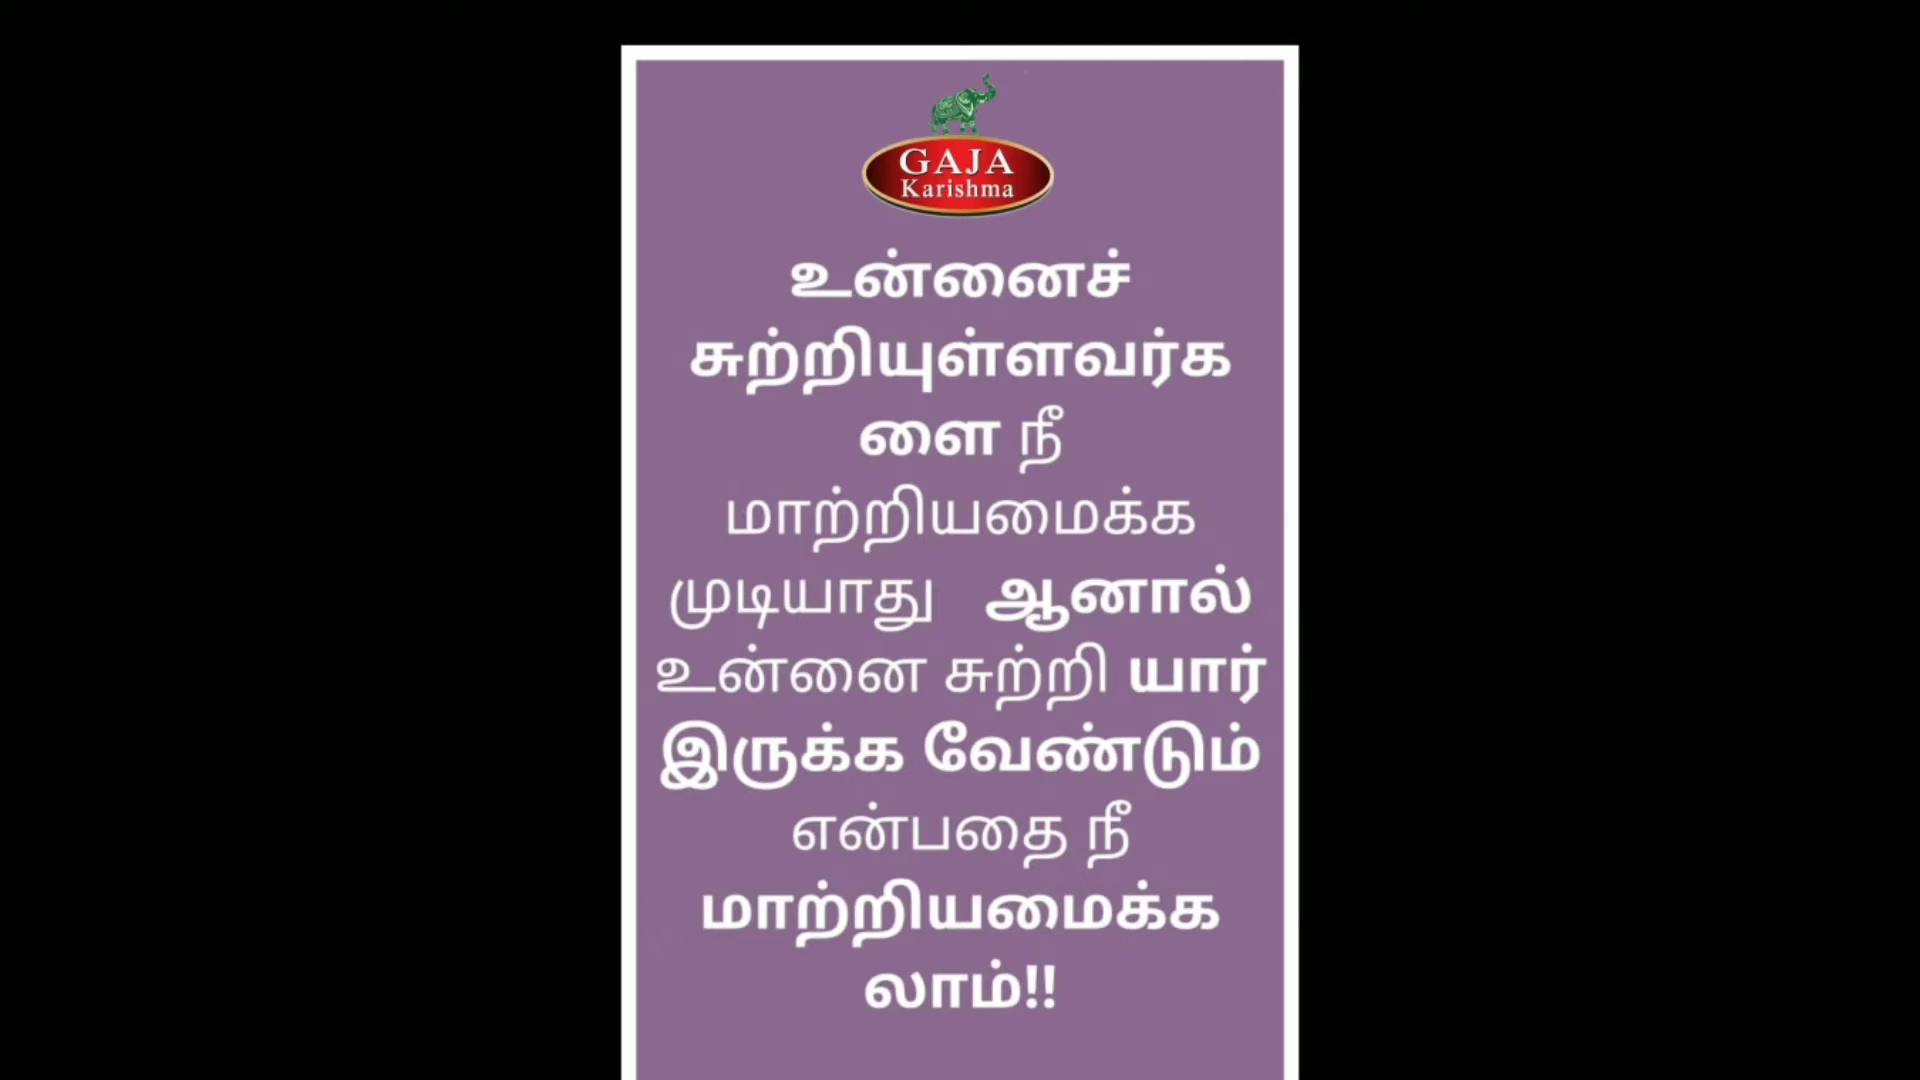 GAJA
Karishma
உன்னைச்
சுற்றியுள்ளவர்க
ளை நீ
மாற்றியமைக்க
முடியாது ஆனால்
உன்னை சுற்றி யார்
இருக்க வேண்டும்
என்பதை நீ
மாற்றியமைக்க
லாம்!!